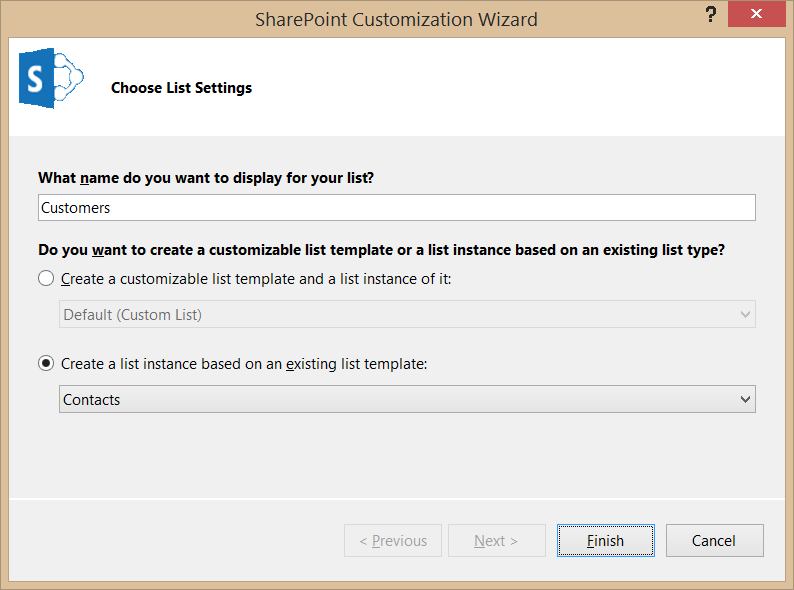 SharePoint Customization Wizard
?
S
Choose List Settings
What name do you want to display for your list?
Customers
Do you want to create a customizable list template or a list instance based on an existing list type?
Create a customizable list template and a list instance of it:
Default (Custom List)
Create a list instance based on an existing list template:
Contacts
< Previous
Next >
Finish
Cancel